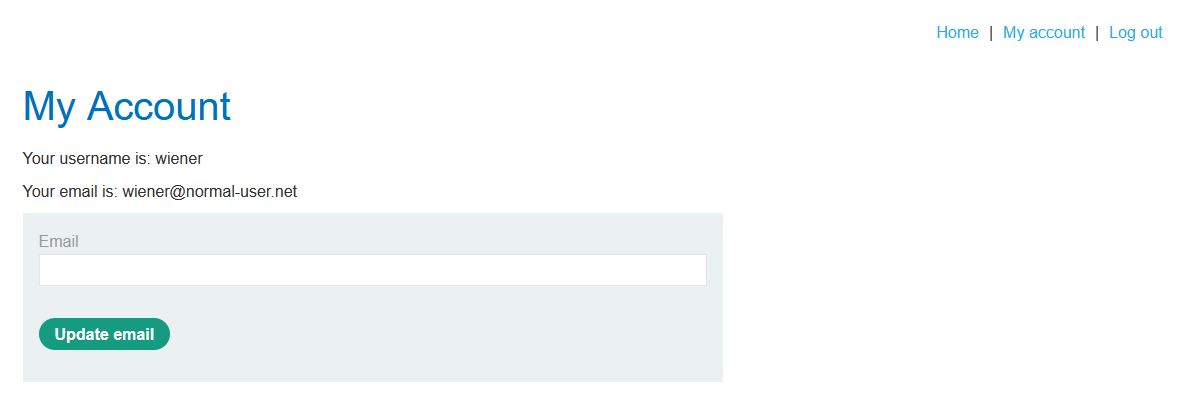 Home | My account | Log out
My Account
Your username is: wiener
Your email is: wiener@normal-user.net
Email
Update email